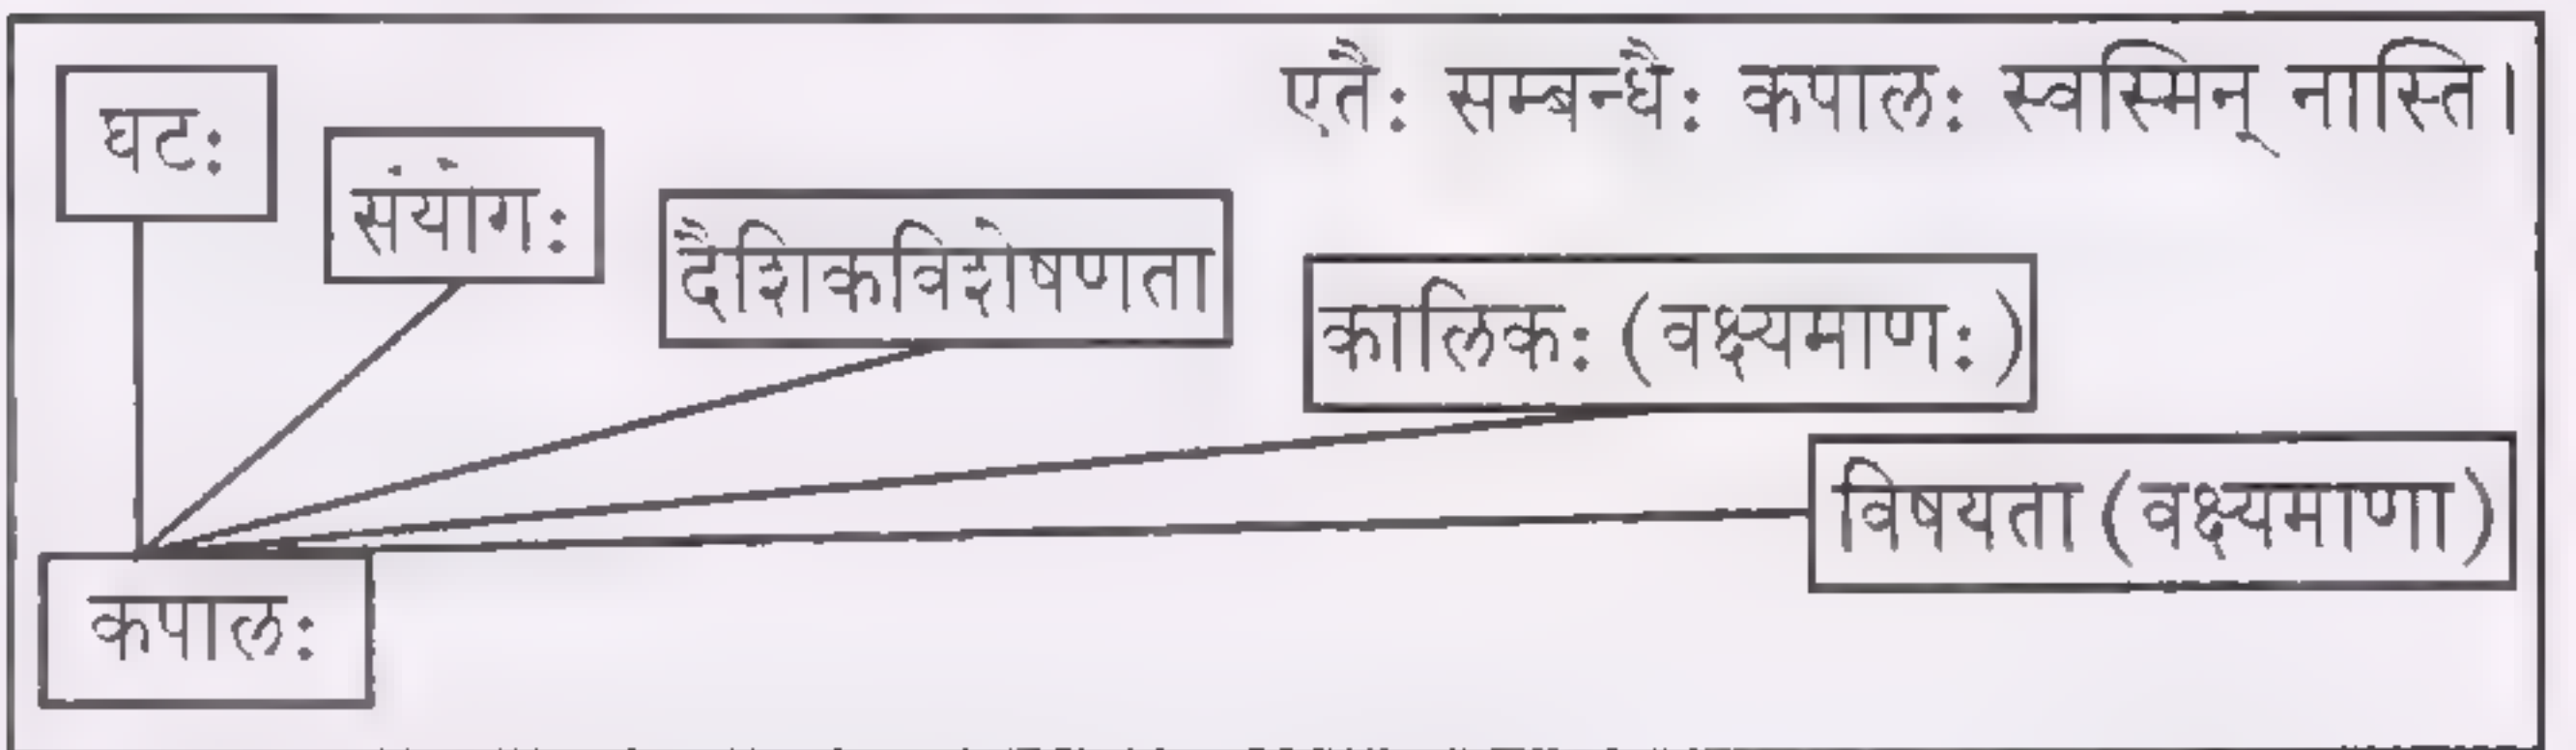 एतैः सम्बन्धैः कपालः स्वस्मिन् नास्ति।
घटः
संयोगः
दैशिकविशेषणता
कालिकः (वक्ष्यमाणः)
विषयता (वक्ष्यमाणा)
कपालः